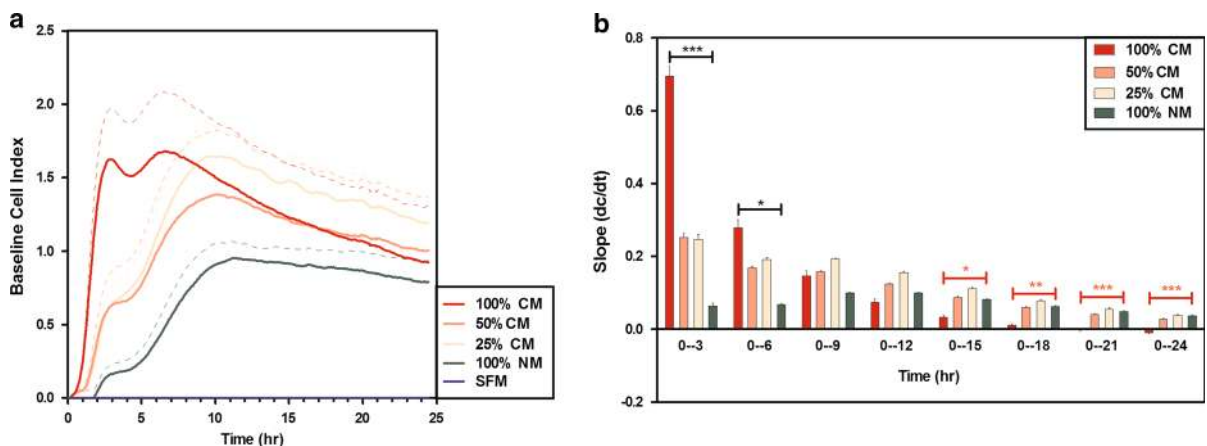 a
2.5
2.0
1.5
1.0
0.5
0.0
Baseline Cell Index
0 5 10 15 20 25
Time (hr)
100% CM
50% CM
25% CM
100% NM
SFM
b
0.8
0.6
0.4
0.2
0.0
-0.2
Slope (dc/dt)
***
*
*
**
***
***
0--3 0--6 0--9 0--12 0--15 0--18 0--21 0--24
Time (hr)
100% CM
50% CM
25% CM
100% NM